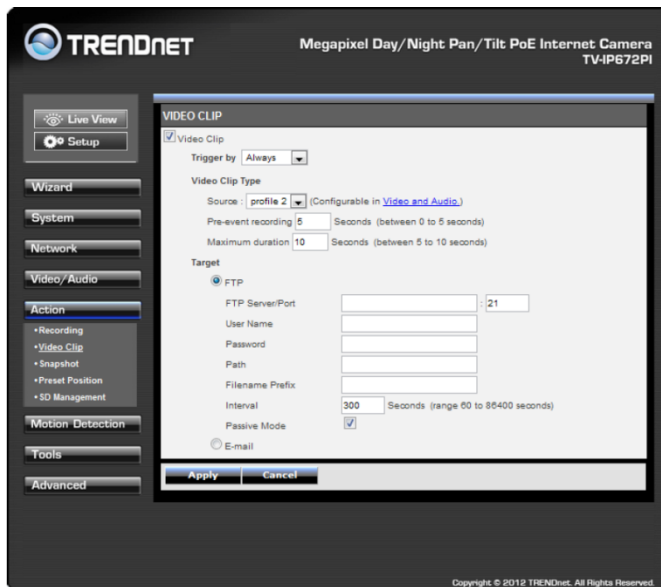 TRENDNET
Megapixel Day/Night Pan/Tilt PoE Internet Camera
TV-IP672PI
Live View
Setup
Wizard
System
Network
Video/Audio
Action
•Recording
•Video Clip
•Snapshot
•Preset Position
•SD Management
Motion Detection
Tools
Advanced
VIDEO CLIP
Video Clip
Trigger by Always
Video Clip Type
Source : profile 2 (Configurable in Video and Audio.)
Pre-event recording 5 Seconds (between 0 to 5 seconds)
Maximum duration 10 Seconds (between 5 to 10 seconds)
Target
FTP
FTP Server/Port : 21
User Name
Password
Path
Filename Prefix
Interval 300 Seconds (range 60 to 86400 seconds)
Passive Mode
E-mail
Apply Cancel
Copyright © 2012 TRENDnet. All Rights Reserved.